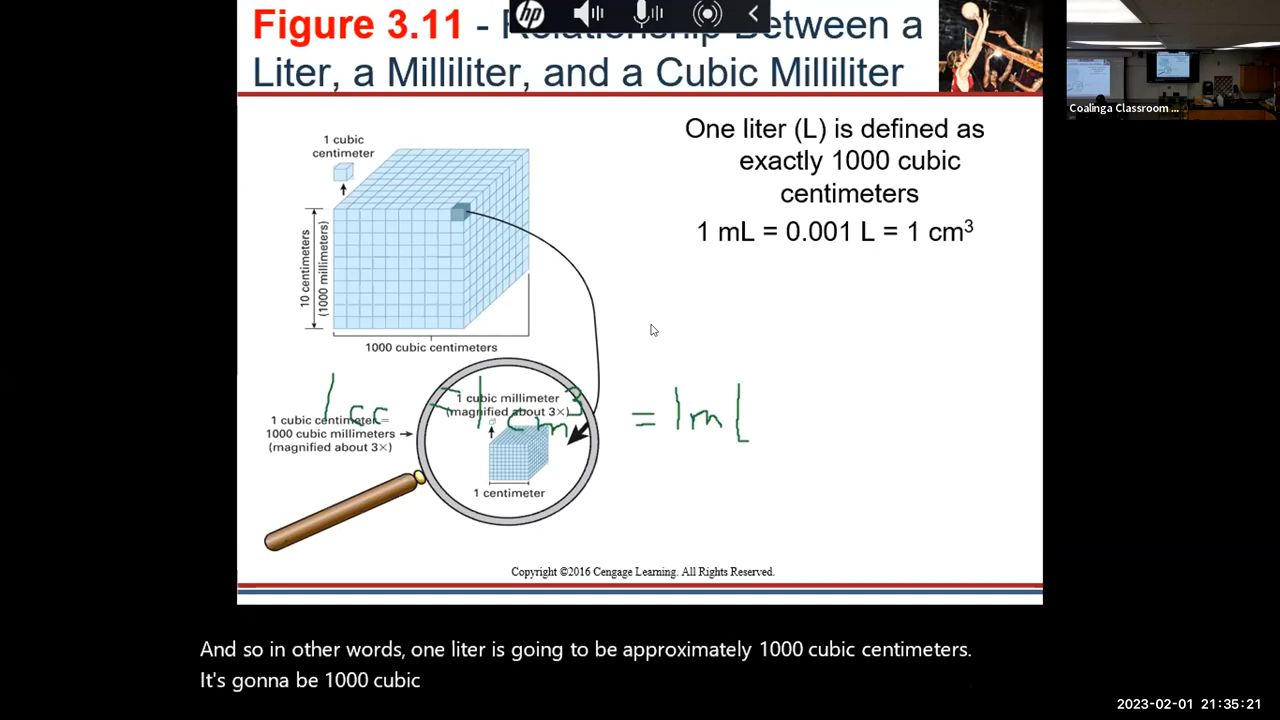 Figure 3.11 - Relationship Between a
Liter, a Milliliter, and a Cubic Milliliter
Coalinga Classroom ...
One liter (L) is defined as
exactly 1000 cubic
centimeters
1 mL = 0.001 L = 1 cm³
1 cubic
centimeter
10 centimeters
(1000 millimeters)
1000 cubic centimeters
1 cubic millimeter
(magnified about 3×)
1 cc = 1 cm³ = 1 mL
1 cubic centimeter =
1000 cubic millimeters
(magnified about 3×)
1 centimeter
Copyright ©2016 Cengage Learning. All Rights Reserved.
And so in other words, one liter is going to be approximately 1000 cubic centimeters.
It's gonna be 1000 cubic
2023-02-01 21:35:21
hp